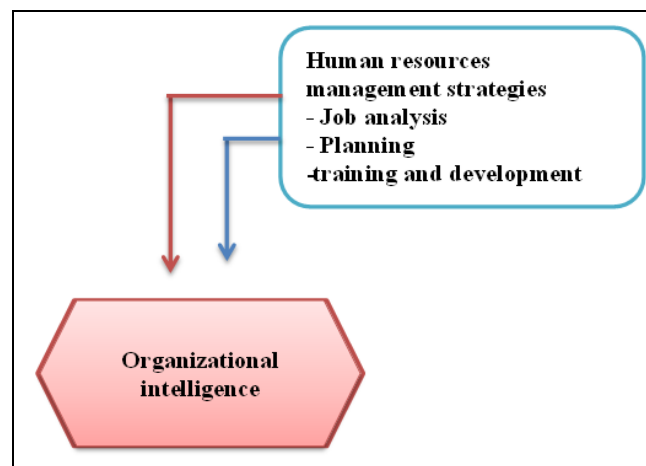 Human resources
management strategies
- Job analysis
- Planning
-training and development
Organizational
intelligence